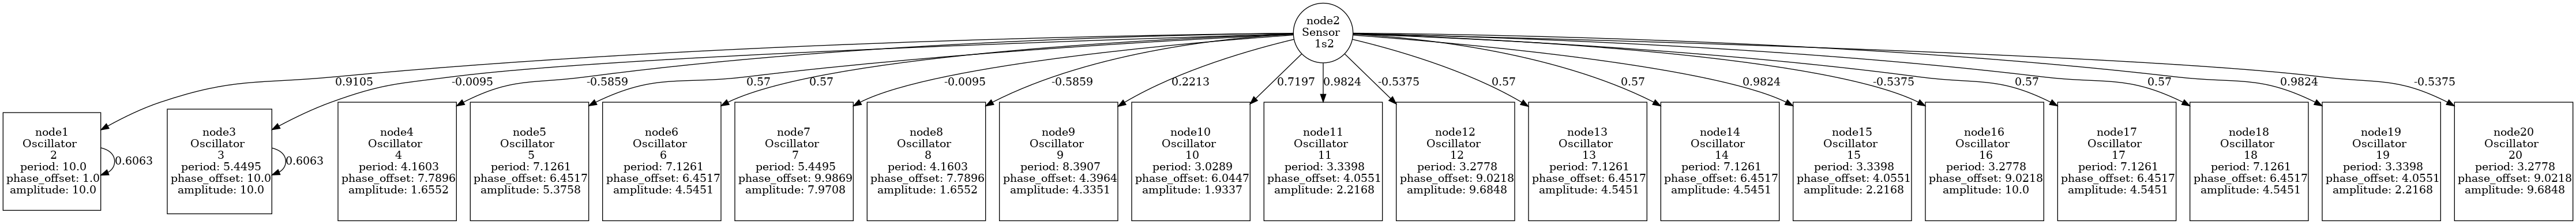 node2
Sensor
1s2
0.9105
-0.0095
-0.5859
0.57
0.57
-0.0095
-0.5859
0.2213
0.7197
0.9824
-0.5375
0.57
0.57
0.9824
-0.5375
0.57
0.57
0.9824
-0.5375
node1
Oscillator
2
period: 10.0
phase_offset: 1.0
amplitude: 10.0
0.6063
node3
Oscillator
3
period: 5.4495
phase_offset: 10.0
amplitude: 10.0
0.6063
node4
Oscillator
4
period: 4.1603
phase_offset: 7.7896
amplitude: 1.6552
node5
Oscillator
5
period: 7.1261
phase_offset: 6.4517
amplitude: 5.3758
node6
Oscillator
6
period: 7.1261
phase_offset: 6.4517
amplitude: 4.5451
node7
Oscillator
7
period: 5.4495
phase_offset: 9.9869
amplitude: 7.9708
node8
Oscillator
8
period: 4.1603
phase_offset: 7.7896
amplitude: 1.6552
node9
Oscillator
9
period: 8.3907
phase_offset: 4.3964
amplitude: 4.3351
node10
Oscillator
10
period: 3.0289
phase_offset: 6.0447
amplitude: 1.9337
node11
Oscillator
11
period: 3.3398
phase_offset: 4.0551
amplitude: 2.2168
node12
Oscillator
12
period: 3.2778
phase_offset: 9.0218
amplitude: 9.6848
node13
Oscillator
13
period: 7.1261
phase_offset: 6.4517
amplitude: 4.5451
node14
Oscillator
14
period: 7.1261
phase_offset: 6.4517
amplitude: 4.5451
node15
Oscillator
15
period: 3.3398
phase_offset: 4.0551
amplitude: 2.2168
node16
Oscillator
16
period: 3.2778
phase_offset: 9.0218
amplitude: 10.0
node17
Oscillator
17
period: 7.1261
phase_offset: 6.4517
amplitude: 4.5451
node18
Oscillator
18
period: 7.1261
phase_offset: 6.4517
amplitude: 4.5451
node19
Oscillator
19
period: 3.3398
phase_offset: 4.0551
amplitude: 2.2168
node20
Oscillator
20
period: 3.2778
phase_offset: 9.0218
amplitude: 9.6848